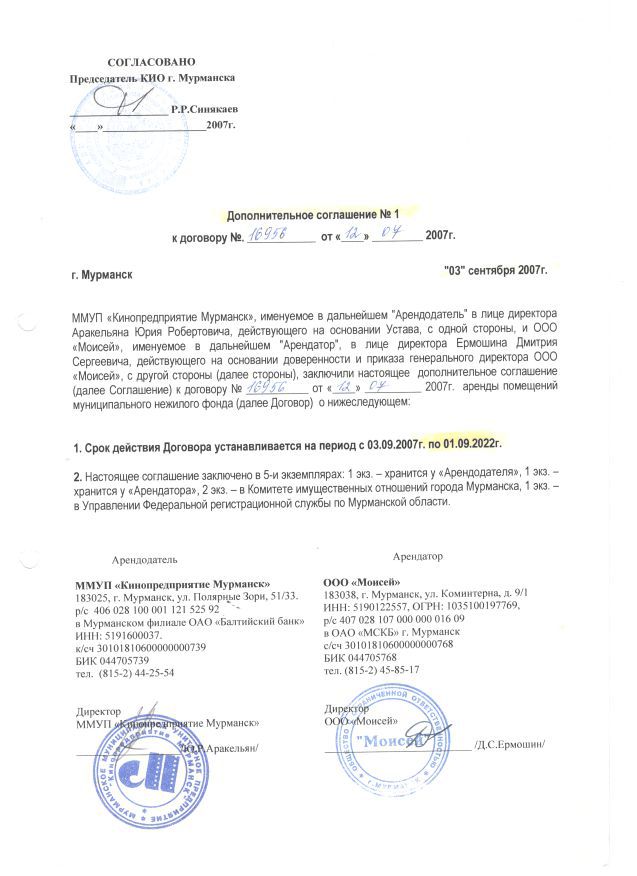 СОГЛАСОВАНО
Председатель КИО г. Мурманска
____________________ Р.Р.Синякаев
«____»____________________2007г.
Дополнительное соглашение № 1
к договору №. 16956 от «12» 04 2007г.
г. Мурманск "03" сентября 2007г.
ММУП «Кинопредприятие Мурманск», именуемое в дальнейшем "Арендодатель" в лице директора
Аракельяна Юрия Робертовича, действующего на основании Устава, с одной стороны, и ООО
«Моисей», именуемое в дальнейшем "Арендатор", в лице директора Ермошина Дмитрия
Сергеевича, действующего на основании доверенности и приказа генерального директора ООО
«Моисей», с другой стороны (далее стороны), заключили настоящее дополнительное соглашение
(далее Соглашение) к договору № 16956 от «12» 04 2007г. аренды помещений
муниципального нежилого фонда (далее Договор) о нижеследующем:
1. Срок действия Договора устанавливается на период с 03.09.2007г. по 01.09.2022г.
2. Настоящее соглашение заключено в 5-и экземплярах: 1 экз. – хранится у «Арендодателя», 1 экз. –
хранится у «Арендатора», 2 экз. – в Комитете имущественных отношений города Мурманска, 1 экз. –
в Управлении Федеральной регистрационной службы по Мурманской области.
Арендодатель
ММУП «Кинопредприятие Мурманск»
183025, г. Мурманск, ул. Полярные Зори, 51/33.
р/с 406 028 100 001 121 525 92
в Мурманском филиале ОАО «Балтийский банк»
ИНН: 5191600037.
к/сч 30101810600000000739
БИК 044705739
тел. (815-2) 44-25-54
Директор
ММУП «Кинопредприятие Мурманск»
Ю.Р.Аракельян/
Арендатор
ООО «Моисей»
183038, г. Мурманск, ул. Коминтерна, д. 9/1
ИНН: 5190122557, ОГРН: 1035100197769,
р/с 407 028 107 000 000 016 09
в ОАО «МСКБ» г. Мурманск
к/сч 30101810600000000768
БИК 044705768
тел. (815-2) 45-85-17
Директор
ООО «Моисей»
/Д.С.Ермошин/
МУРМАНСКОЕ МУНИЦИПАЛЬНОЕ УНИТАРНОЕ ПРЕДПРИЯТИЕ
"Кинопредприятие МУРМАНСК"
ОБЩЕСТВО С ОГРАНИЧЕННОЙ ОТВЕТСТВЕННОСТЬЮ
"Моисей"
г.МУРМАНСК